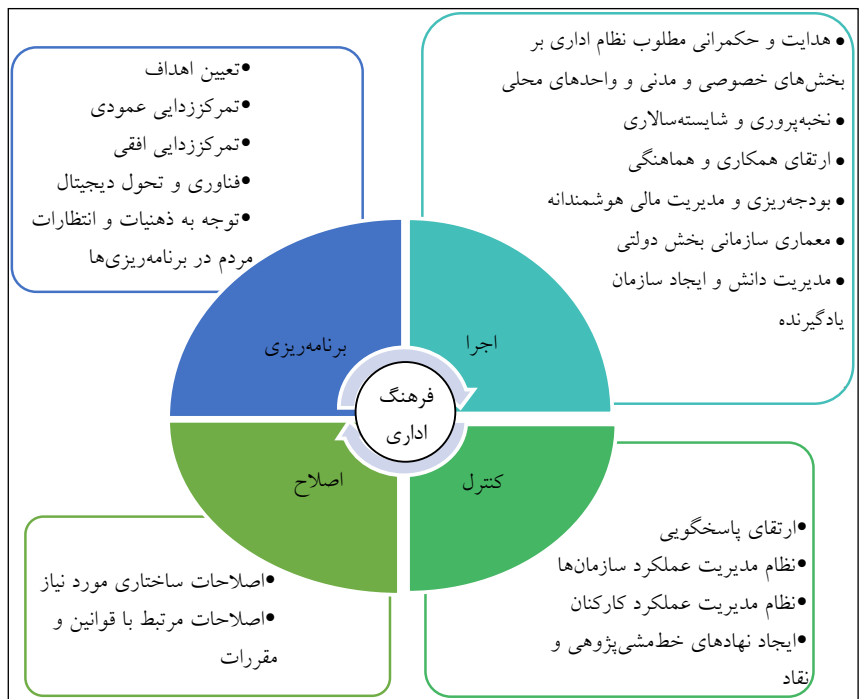 • هدایت و حکمرانی مطلوب نظام اداری بر
بخش‌های خصوصی و مدنی و واحدهای محلی
• نخبه‌پروری و شایسته‌سالاری
• ارتقای همکاری و هماهنگی
• بودجه‌ریزی و مدیریت مالی هوشمندانه
• معماری سازمانی بخش دولتی
• مدیریت دانش و ایجاد سازمان
یادگیرنده
•تعیین اهداف
•تمرکززدایی عمودی
•تمرکززدایی افقی
•فناوری و تحول دیجیتال
•توجه به ذهنیات و انتظارات
مردم در برنامه‌ریزی‌ها
اجرا
برنامه‌ریزی
فرهنگ
اداری
کنترل
اصلاح
•ارتقای پاسخگویی
•نظام مدیریت عملکرد سازمان‌ها
•نظام مدیریت عملکرد کارکنان
•ایجاد نهادهای خط‌مشی‌پژوهی و
نقاد
•اصلاحات ساختاری مورد نیاز
•اصلاحات مرتبط با قوانین و
مقررات